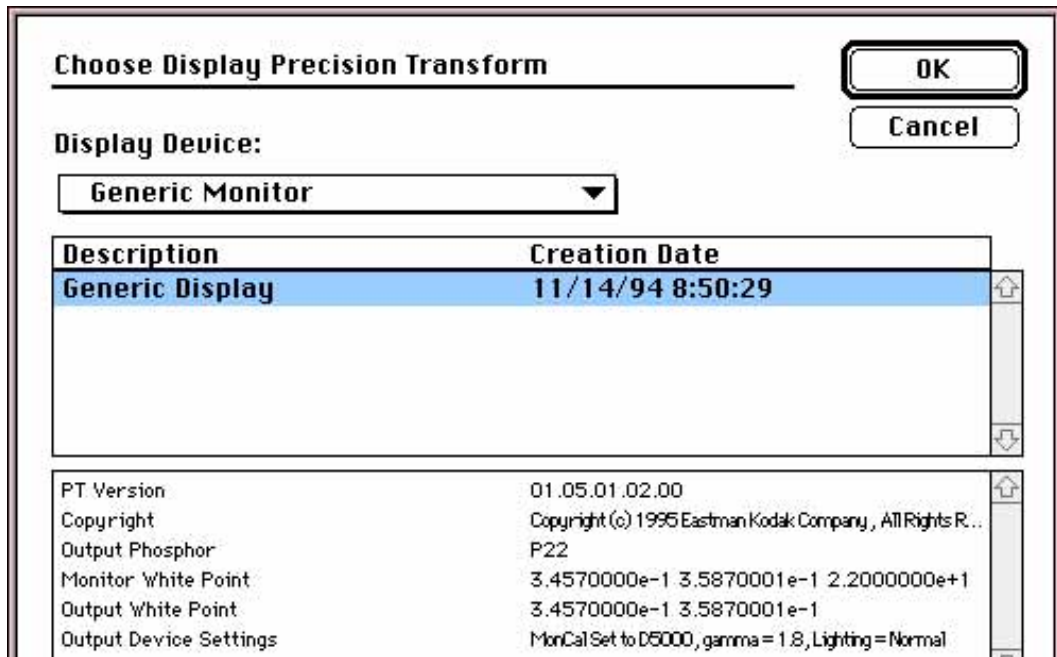 Choose Display Precision Transform
OK
Cancel
Display Device:
Generic Monitor
Description Creation Date
Generic Display 11/14/94 8:50:29
PT Version 01.05.01.02.00
Copyright Copyright (c) 1995 Eastman Kodak Company, All Rights R...
Output Phosphor P22
Monitor White Point 3.4570000e-1 3.5870001e-1 2.2000000e+1
Output White Point 3.4570000e-1 3.5870001e-1
Output Device Settings MonCal Set to D5000, gamma = 1.8, Lighting = Normal